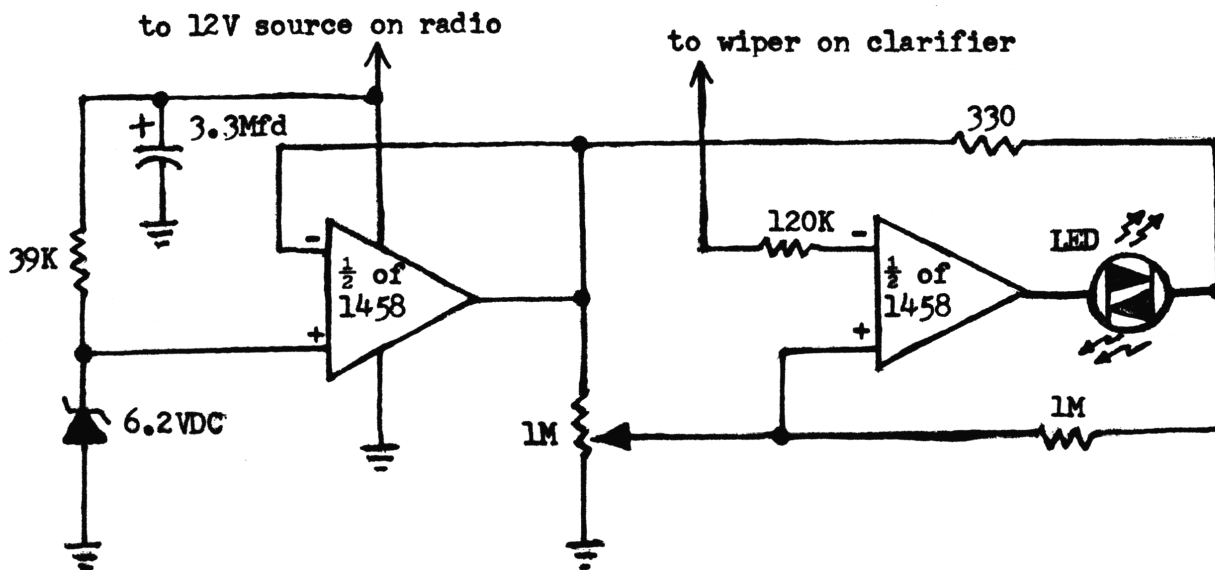 to 12V source on radio
to wiper on clarifier
3.3Mfd
+
330
39K
120K
LED
-
½ of
1458
+
-
½ of
1458
+
6.2VDC
1M
1M